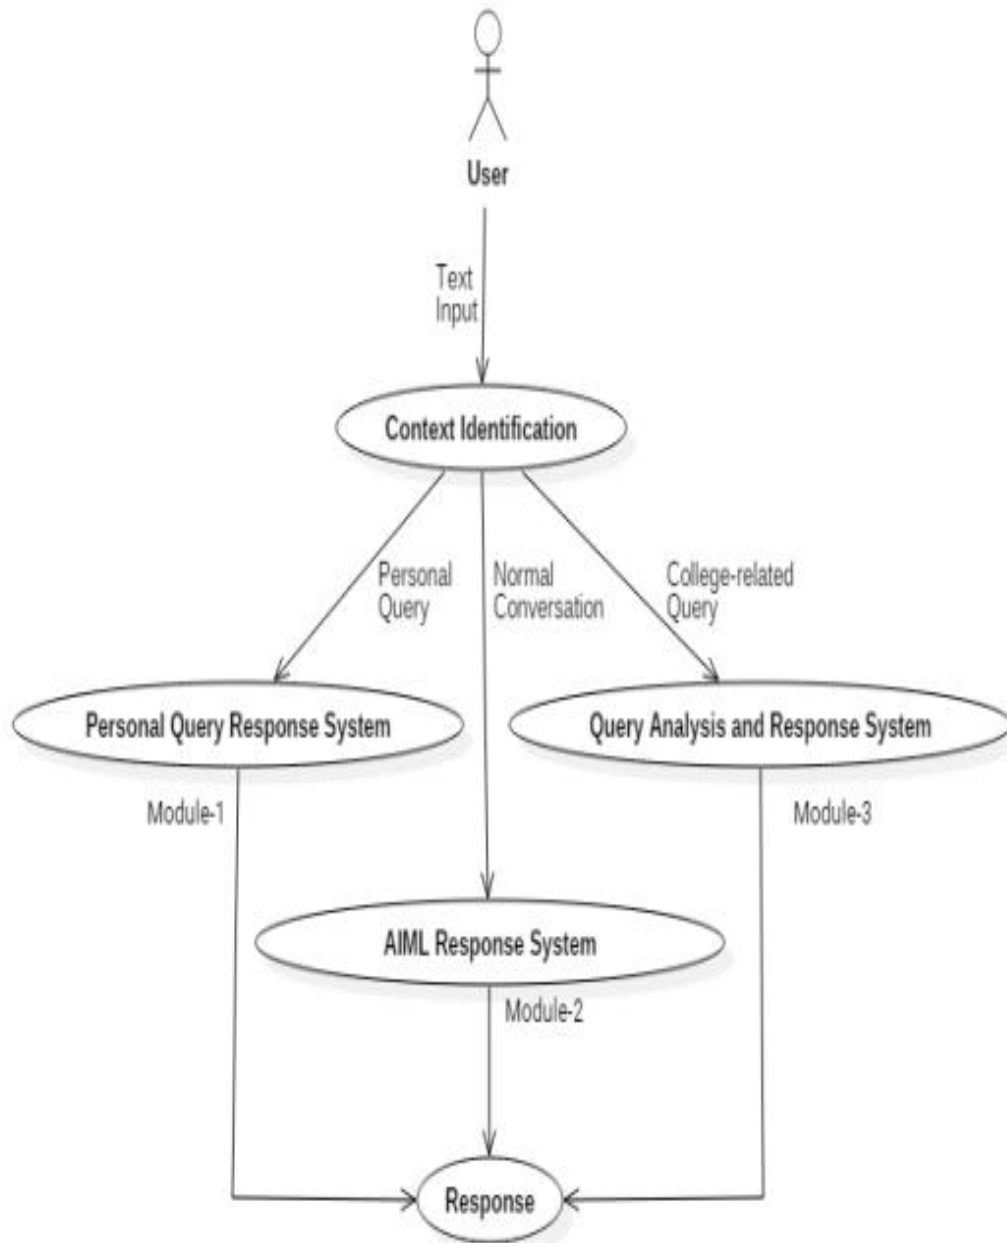 User
Text
Input
Context Identification
Personal
Query
Normal
Conversation
College-related
Query
Personal Query Response System
Query Analysis and Response System
Module-1
Module-3
AIML Response System
Module-2
Response